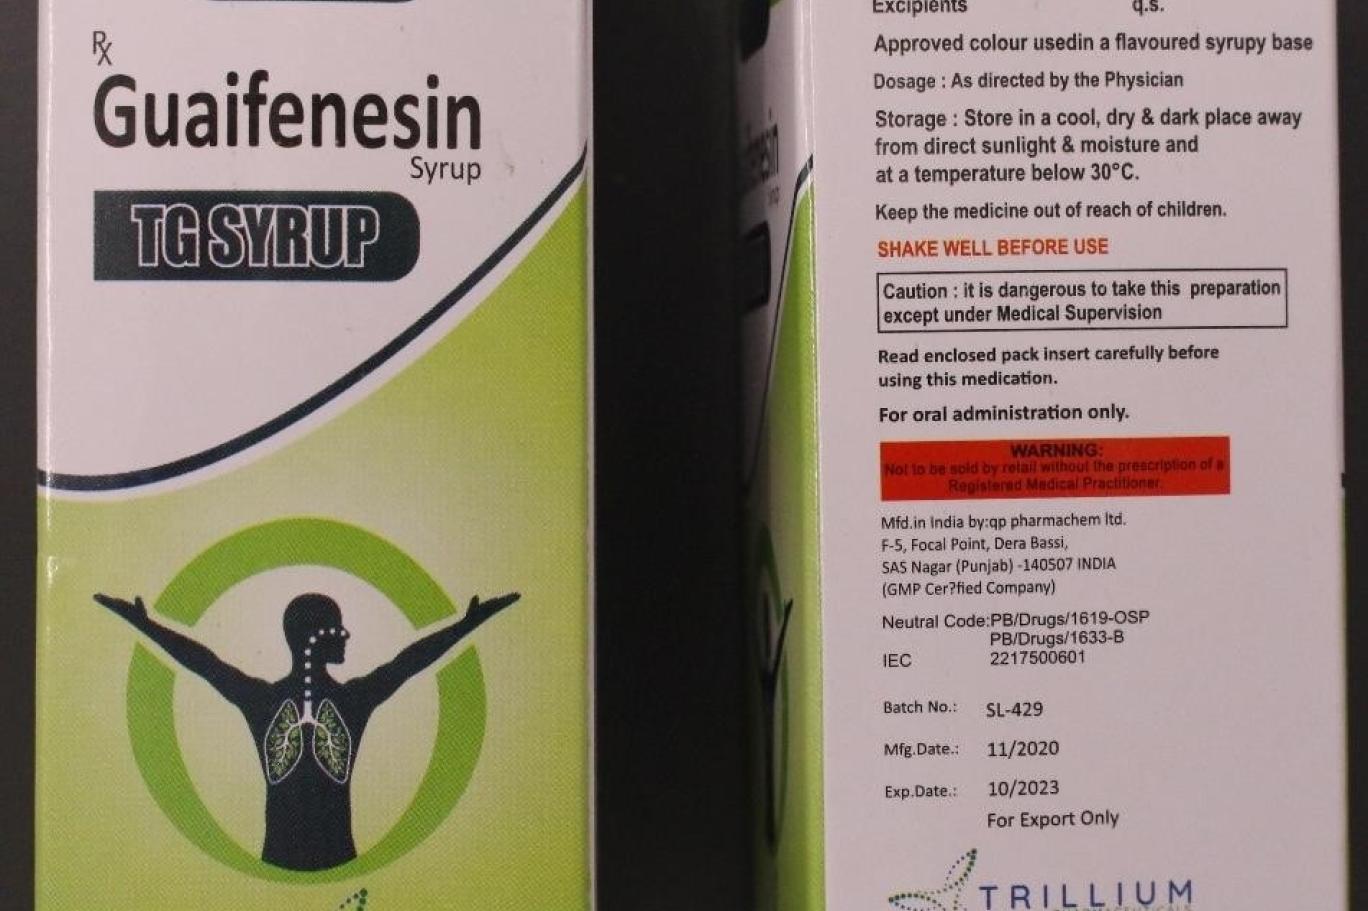 Rx
Guaifenesin
Syrup
TG SYRUP
Excipients q.s.
Approved colour usedin a flavoured syrupy base
Dosage : As directed by the Physician
Storage : Store in a cool, dry & dark place away
from direct sunlight & moisture and
at a temperature below 30°C.
Keep the medicine out of reach of children.
SHAKE WELL BEFORE USE
Caution : it is dangerous to take this preparation
except under Medical Supervision
Read enclosed pack insert carefully before
using this medication.
For oral administration only.
WARNING:
Not to be sold by retail without the prescription of a
Registered Medical Practitioner.
Mfd.in India by:qp pharmachem ltd.
F-5, Focal Point, Dera Bassi,
SAS Nagar (Punjab) -140507 INDIA
(GMP Cer?fied Company)
Neutral Code:PB/Drugs/1619-OSP
PB/Drugs/1633-B
IEC 2217500601
Batch No.: SL-429
Mfg.Date.: 11/2020
Exp.Date.: 10/2023
For Export Only
TRILLIUM